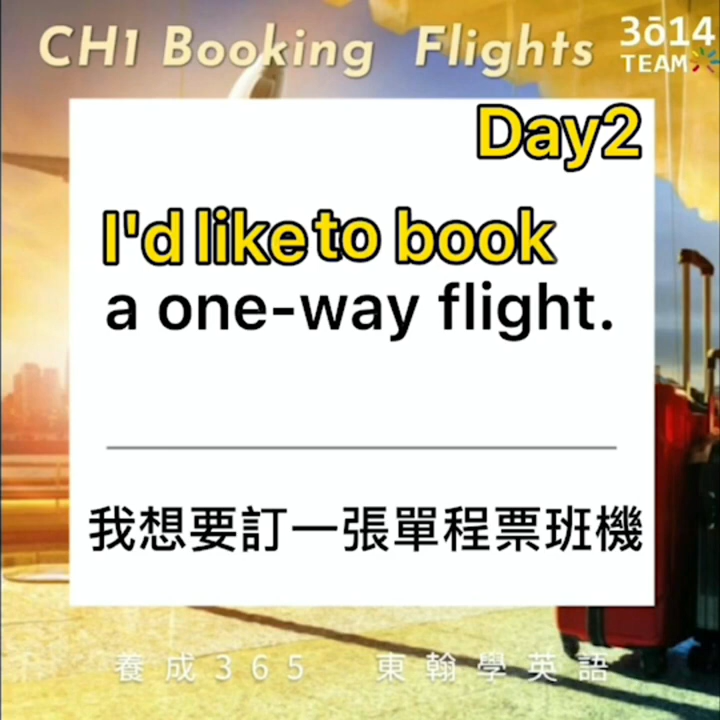 CH1 Booking Flights
3ō14
TEAM
Day2
I'd like to book
a one-way flight.
我想要訂一張單程票班機
養成365 東翰學英語